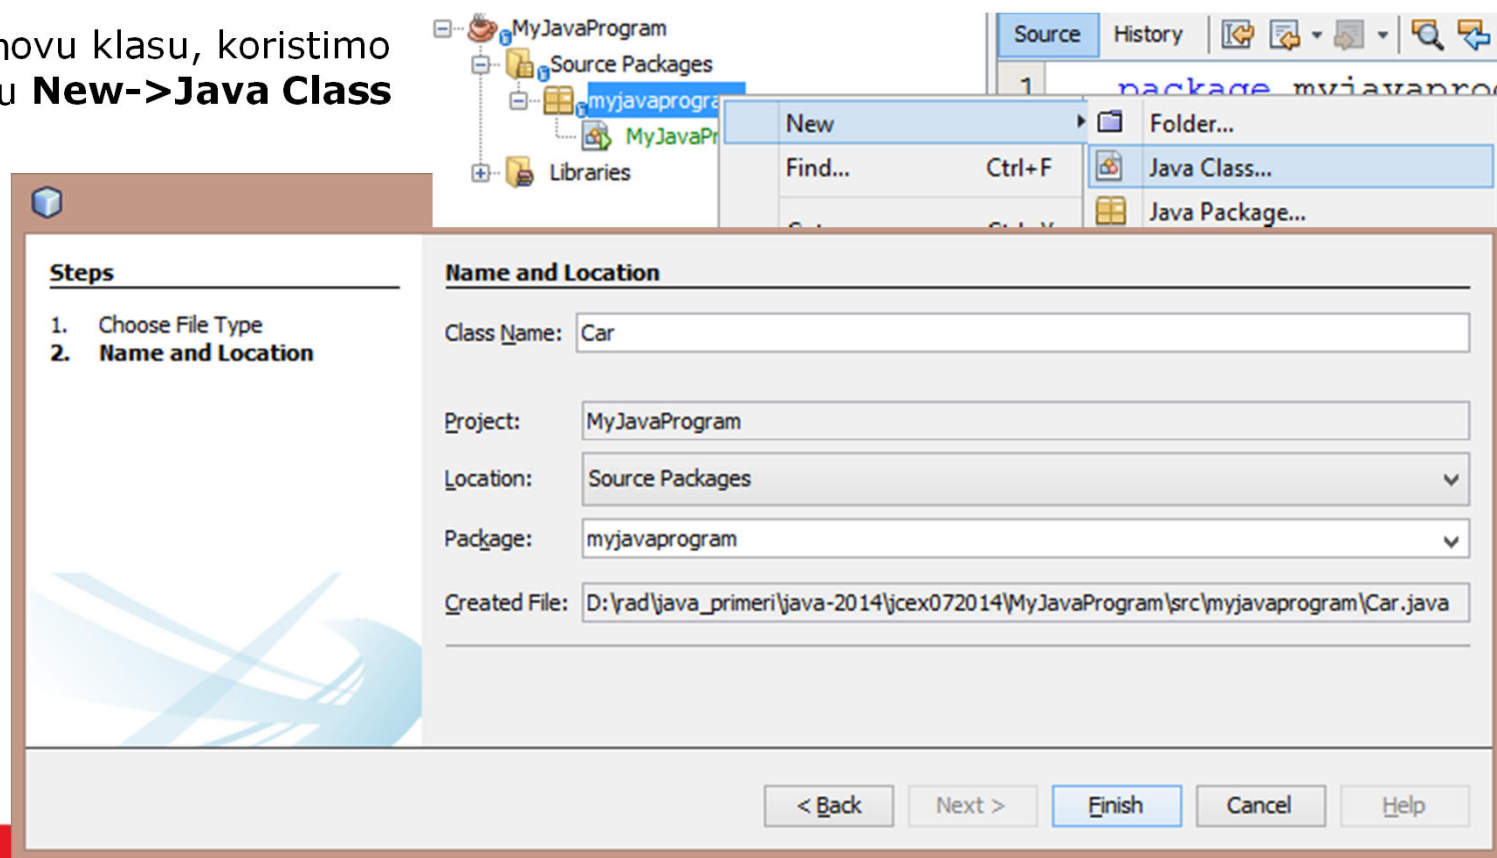 novu klasu, koristimo
u New->Java Class
MyJavaProgram
Source Packages
myjavaprogra
MyJavaPr
Libraries
Source History
1 package myjavaprog
New
Find... Ctrl+F
Folder...
Java Class...
Java Package...
Steps
1. Choose File Type
2. Name and Location
Name and Location
Class Name: Car
Project: MyJavaProgram
Location: Source Packages
Package: myjavaprogram
Created File: D:\rad\java_primeri\java-2014\jcex072014\MyJavaProgram\src\myjavaprogram\Car.java
< Back Next > Finish Cancel Help